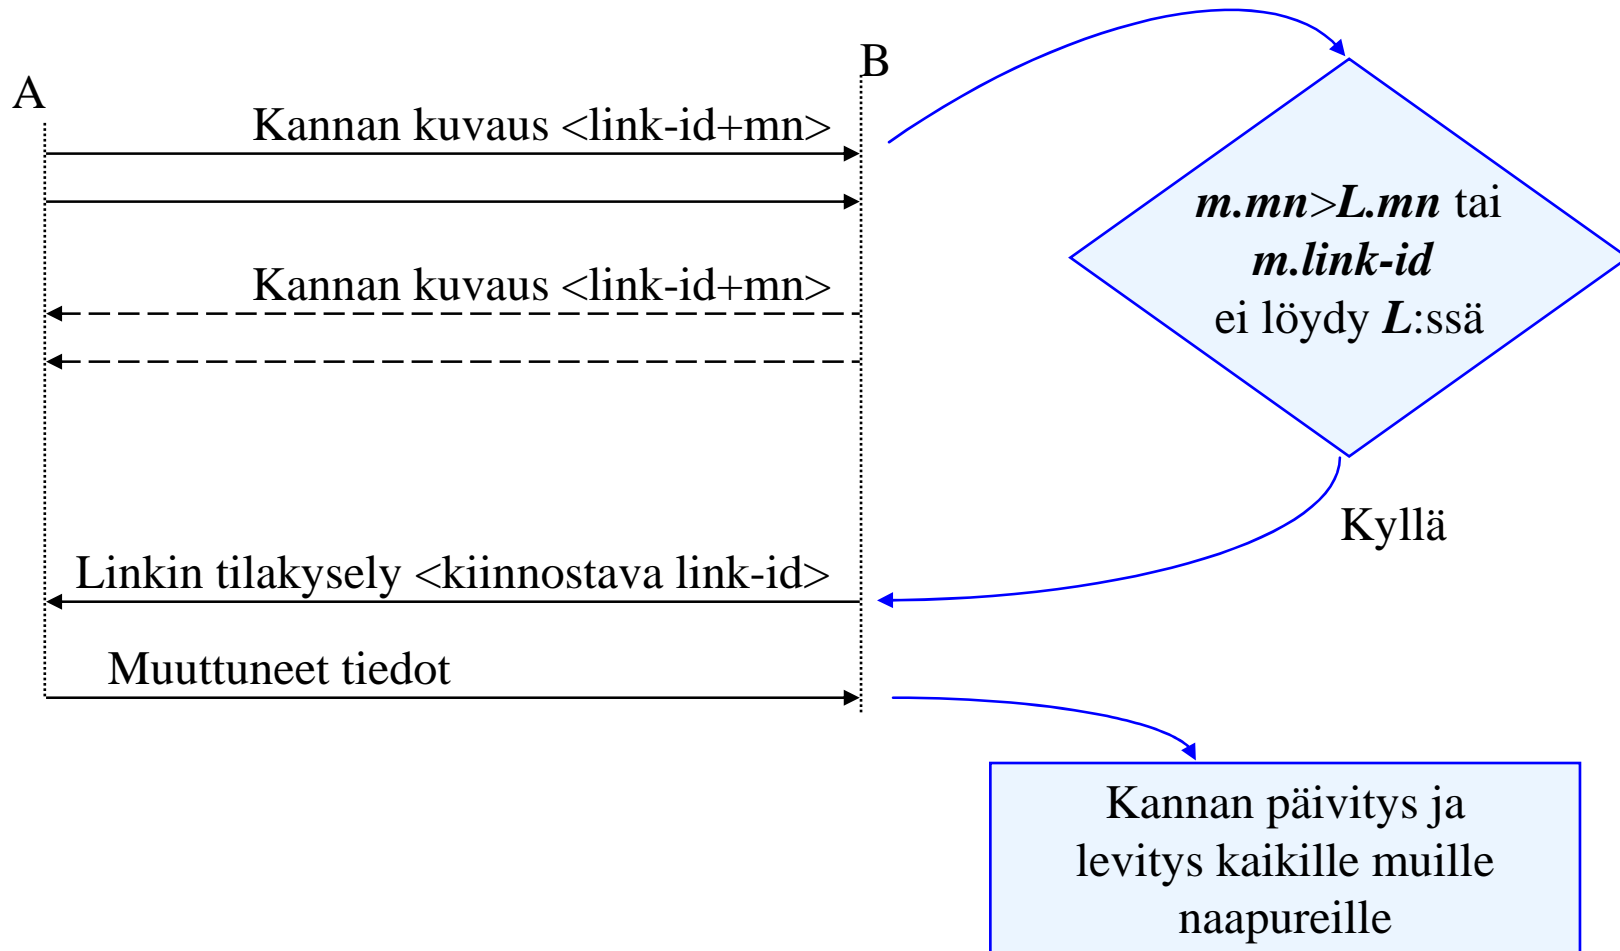 A
B
Kannan kuvaus <link-id+mn>
m.mn>L.mn tai
m.link-id
ei löydy L:ssä
Kannan kuvaus <link-id+mn>
Kyllä
Linkin tilakysely <kiinnostava link-id>
Muuttuneet tiedot
Kannan päivitys ja
levitys kaikille muille
naapureille